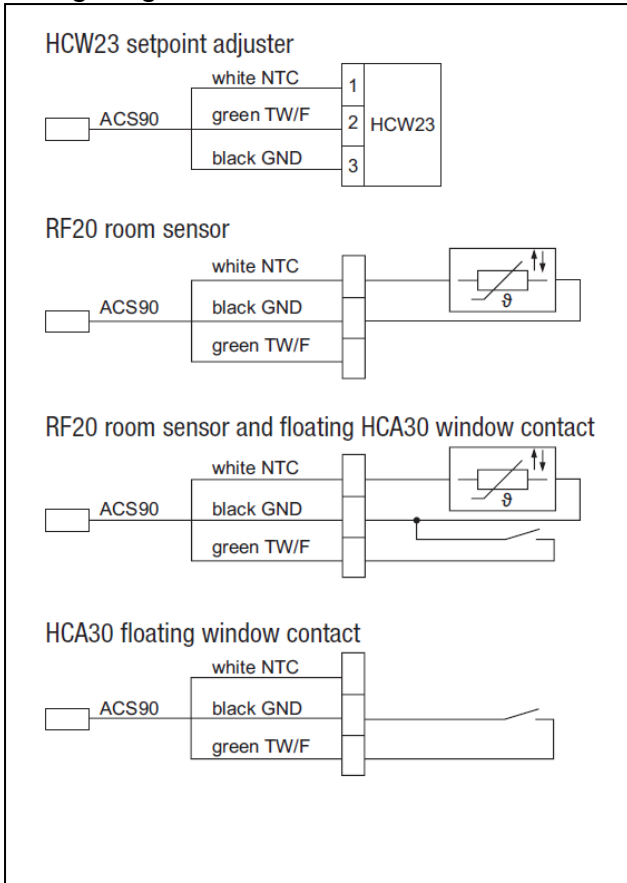 HCW23 setpoint adjuster
white NTC
1
ACS90
green TW/F
2
HCW23
black GND
3
RF20 room sensor
white NTC
ACS90
black GND
ϑ
green TW/F
RF20 room sensor and floating HCA30 window contact
white NTC
ACS90
black GND
ϑ
green TW/F
HCA30 floating window contact
white NTC
ACS90
black GND
green TW/F